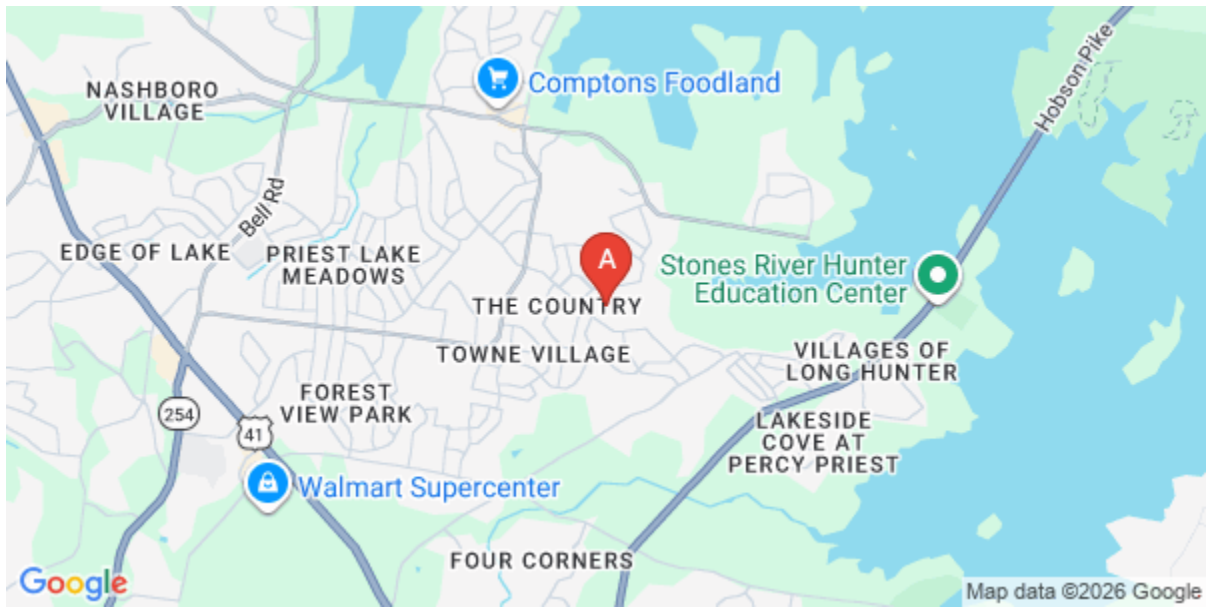 Comptons Foodland
Hobson Pike
NASHBORO
VILLAGE
Bell Rd
EDGE OF LAKE
PRIEST LAKE
MEADOWS
A
Stones River Hunter
Education Center
THE COUNTRY
TOWNE VILLAGE
VILLAGES OF
LONG HUNTER
FOREST
VIEW PARK
254
41
LAKESIDE
COVE AT
PERCY PRIEST
Walmart Supercenter
FOUR CORNERS
Google
Map data ©2026 Google